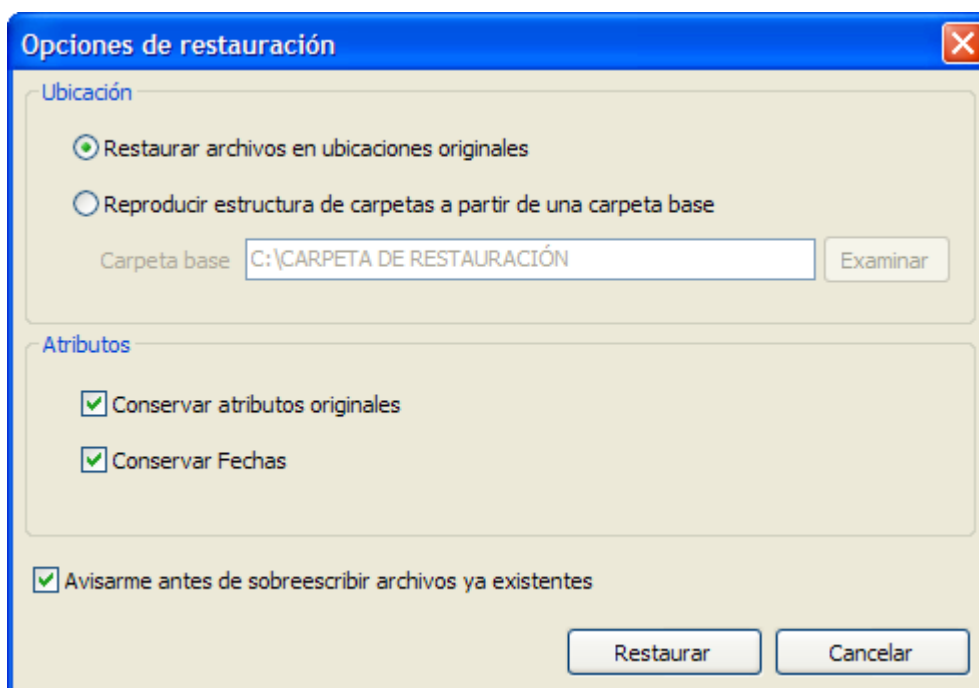 Opciones de restauración
Ubicación
Restaurar archivos en ubicaciones originales
Reproducir estructura de carpetas a partir de una carpeta base
Carpeta base C:\CARPETA DE RESTAURACIÓN Examinar
Atributos
Conservar atributos originales
Conservar Fechas
Avisarme antes de sobreescribir archivos ya existentes
Restaurar Cancelar